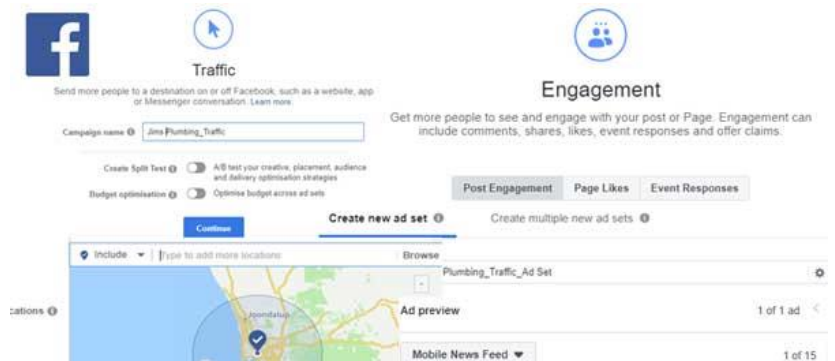 Traffic
Send more people to a destination on or off Facebook, such as a website, app
or Messenger conversation. Learn more.
Campaign name
Jims Plumbing_Traffic
Create Split Test
A/B test your creative, placement, audience
and delivery optimisation strategies
Budget optimisation
Optimise budget across ad sets
Continue
Engagement
Get more people to see and engage with your post or Page. Engagement can
include comments, shares, likes, event responses and offer claims.
Post Engagement Page Likes Event Responses
Create new ad set Create multiple new ad sets
Include Type to add more locations Browse
Plumbing_Traffic_Ad Set
cations
Joondalup
Ad preview 1 of 1 ad
Mobile News Feed 1 of 15